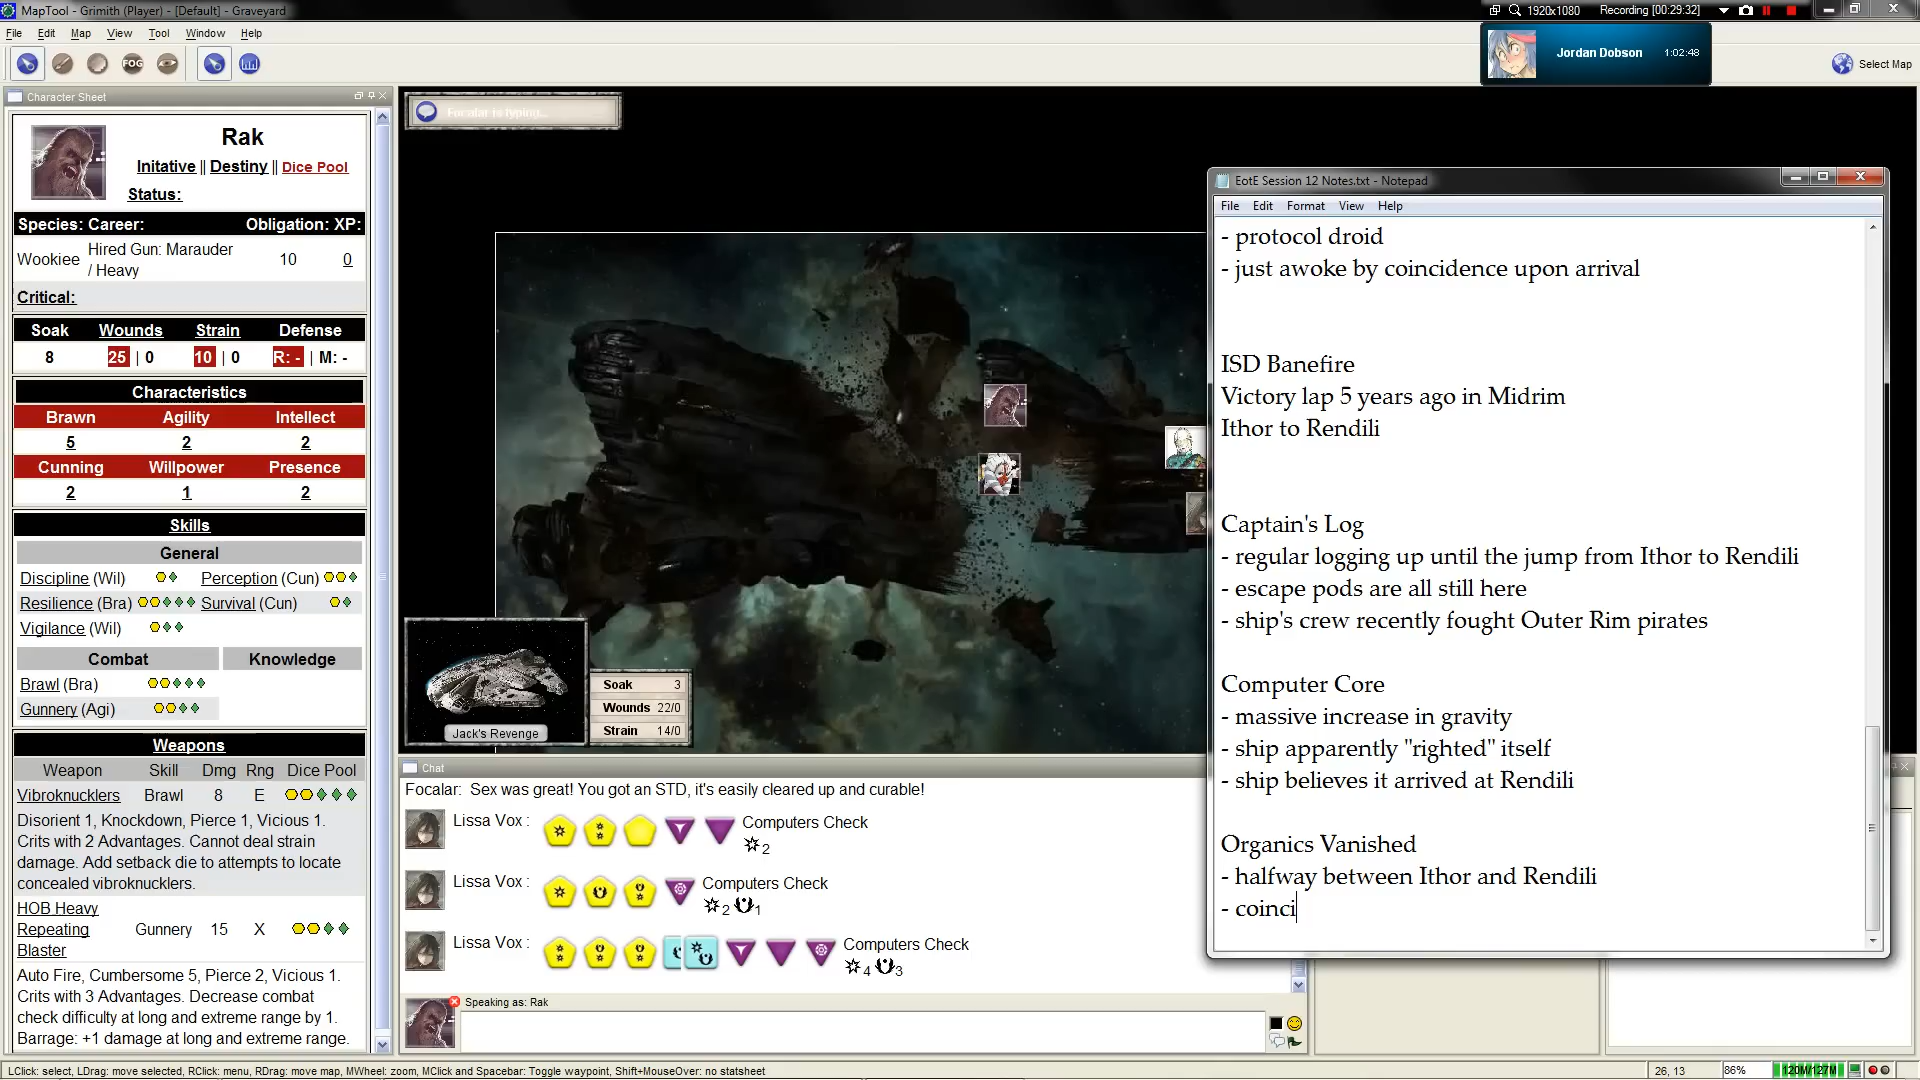 MapTool - Grimith (Player) - [Default] - Graveyard
1920x1080
Recording [00:29:32]
File Edit Map View Tool Window Help
Jordan Dobson 1:02:48
FOG
Select Map
Character Sheet
Rak
Initative || Destiny || Dice Pool
Status:
Species: Career: Obligation: XP:
Wookiee Hired Gun: Marauder / Heavy 10 0
Critical:
Soak Wounds Strain Defense
8 25 | 0 10 | 0 R: - | M: -
Characteristics
Brawn Agility Intellect
5 2 2
Cunning Willpower Presence
2 1 2
Skills
General
Discipline (Wil) Perception (Cun)
Resilience (Bra) Survival (Cun)
Vigilance (Wil)
Combat Knowledge
Brawl (Bra)
Gunnery (Agi)
Weapons
Weapon Skill Dmg Rng Dice Pool
Vibroknucklers Brawl 8 E
Disorient 1, Knockdown, Pierce 1, Vicious 1.
Crits with 2 Advantages. Cannot deal strain
damage. Add setback die to attempts to locate
concealed vibroknucklers.
HOB Heavy
Repeating Gunnery 15 X
Blaster
Auto Fire, Cumbersome 5, Pierce 2, Vicious 1.
Crits with 3 Advantages. Decrease combat
check difficulty at long and extreme range by 1.
Barrage: +1 damage at long and extreme range.
Focalar is typing...
Jack's Revenge
Soak 3
Wounds 22/0
Strain 14/0
Chat
Focalar: Sex was great! You got an STD, it's easily cleared up and curable!
Lissa Vox : Computers Check
2
Lissa Vox : Computers Check
2 1
Lissa Vox : Computers Check
4 3
Speaking as: Rak
EotE Session 12 Notes.txt - Notepad
File Edit Format View Help
- protocol droid
- just awoke by coincidence upon arrival
ISD Banefire
Victory lap 5 years ago in Midrim
Ithor to Rendili
Captain's Log
- regular logging up until the jump from Ithor to Rendili
- escape pods are all still here
- ship's crew recently fought Outer Rim pirates
Computer Core
- massive increase in gravity
- ship apparently "righted" itself
- ship believes it arrived at Rendili
Organics Vanished
- halfway between Ithor and Rendili
- coinci
LClick: select, LDrag: move selected, RClick: menu, RDrag: move map, MWheel: zoom, MClick and Spacebar: Toggle waypoint, Shift+MouseOver: no statsheet
26, 13
86%
120M/127M